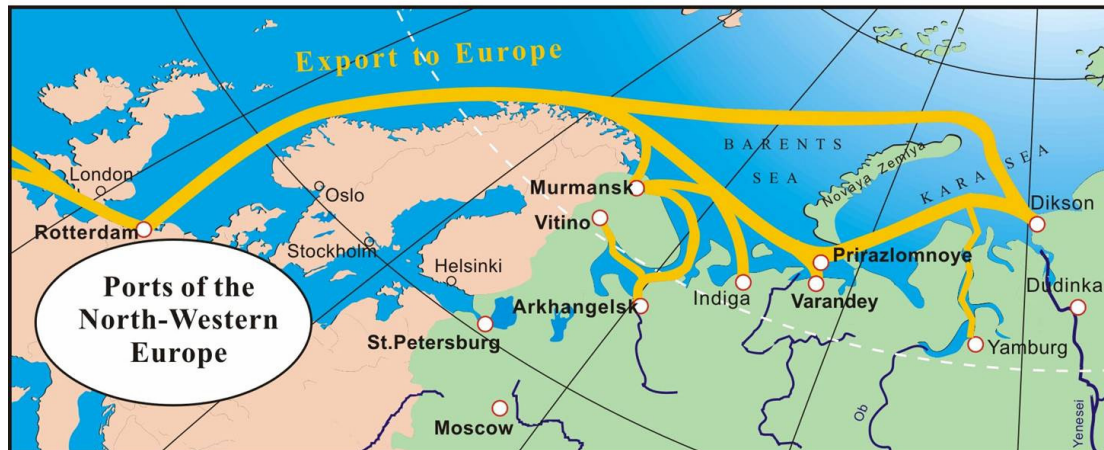 Export to Europe
BARENTS
SEA
Novaya Zemlya
KARA SEA
London
Oslo
Murmansk
Dikson
Rotterdam
Vitino
Stockholm
Helsinki
Prirazlomnoye
Ports of the
North-Western
Europe
Arkhangelsk
Indiga
Varandey
Dudinka
St.Petersburg
Yamburg
Moscow
Ob
Yenesei